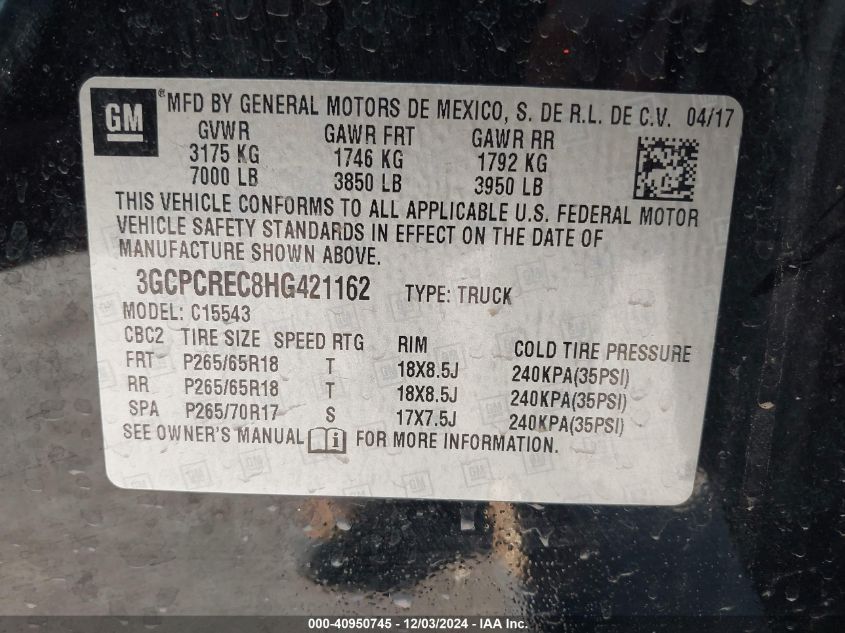 GM ® MFD BY GENERAL MOTORS DE MEXICO, S. DE R.L. DE C.V. 04/17
GVWR GAWR FRT GAWR RR
3175 KG 1746 KG 1792 KG
7000 LB 3850 LB 3950 LB
THIS VEHICLE CONFORMS TO ALL APPLICABLE U.S. FEDERAL MOTOR
VEHICLE SAFETY STANDARDS IN EFFECT ON THE DATE OF
MANUFACTURE SHOWN ABOVE.
3GCPCREC8HG421162 TYPE: TRUCK
MODEL: C15543
CBC2 TIRE SIZE SPEED RTG RIM COLD TIRE PRESSURE
FRT P265/65R18 T 18X8.5J 240KPA(35PSI)
RR P265/65R18 T 18X8.5J 240KPA(35PSI)
SPA P265/70R17 S 17X7.5J 240KPA(35PSI)
SEE OWNER'S MANUAL i FOR MORE INFORMATION.
000-40950745 - 12/03/2024 - IAA Inc.